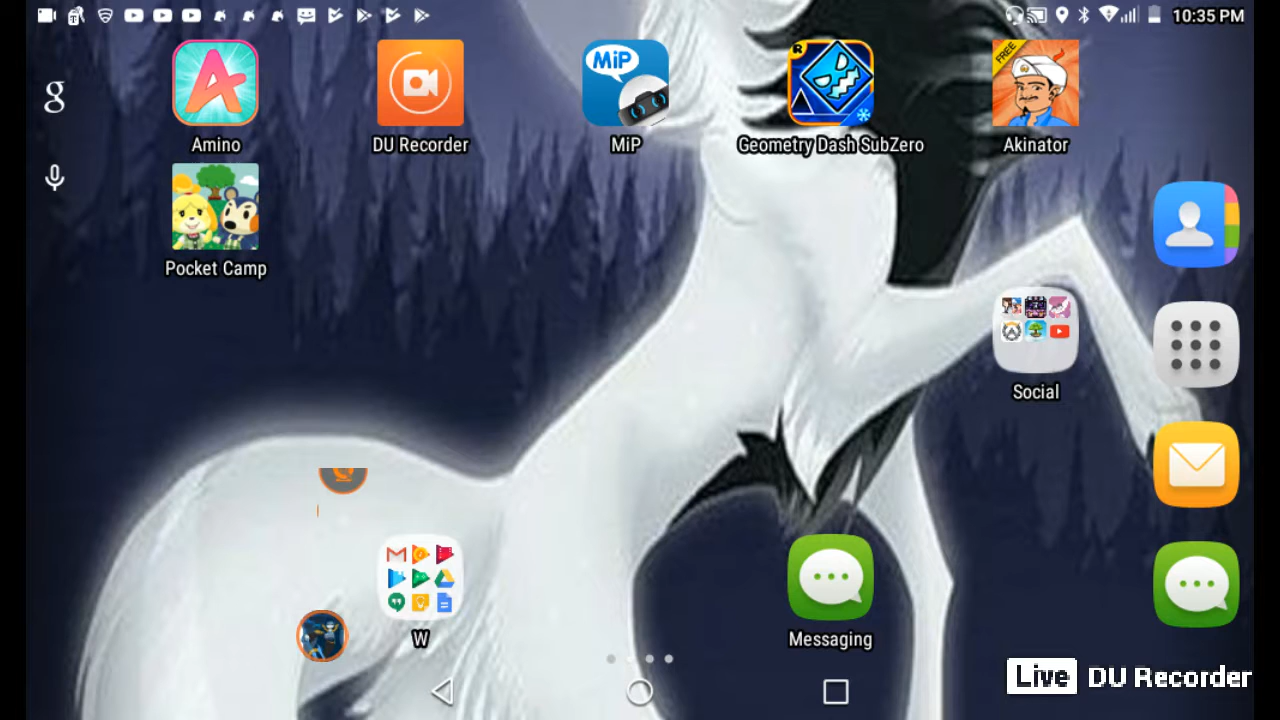 10:35 PM
g
MiP
R
FREE
Amino
DU Recorder
MiP
Geometry Dash SubZero
Akinator
Pocket Camp
Social
W
Messaging
Live DU Recorder